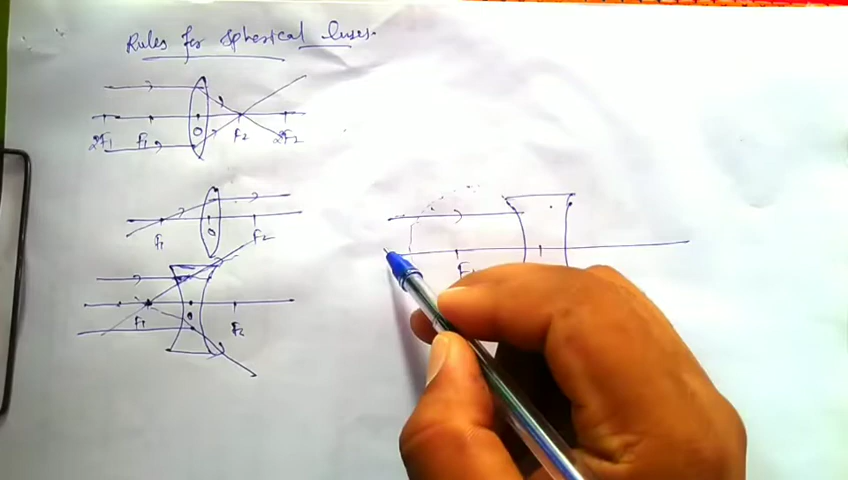 Rules for Spherical lenses.
2F1 F1 O F2 2F2
F1 O F2
F1 O F2
F1